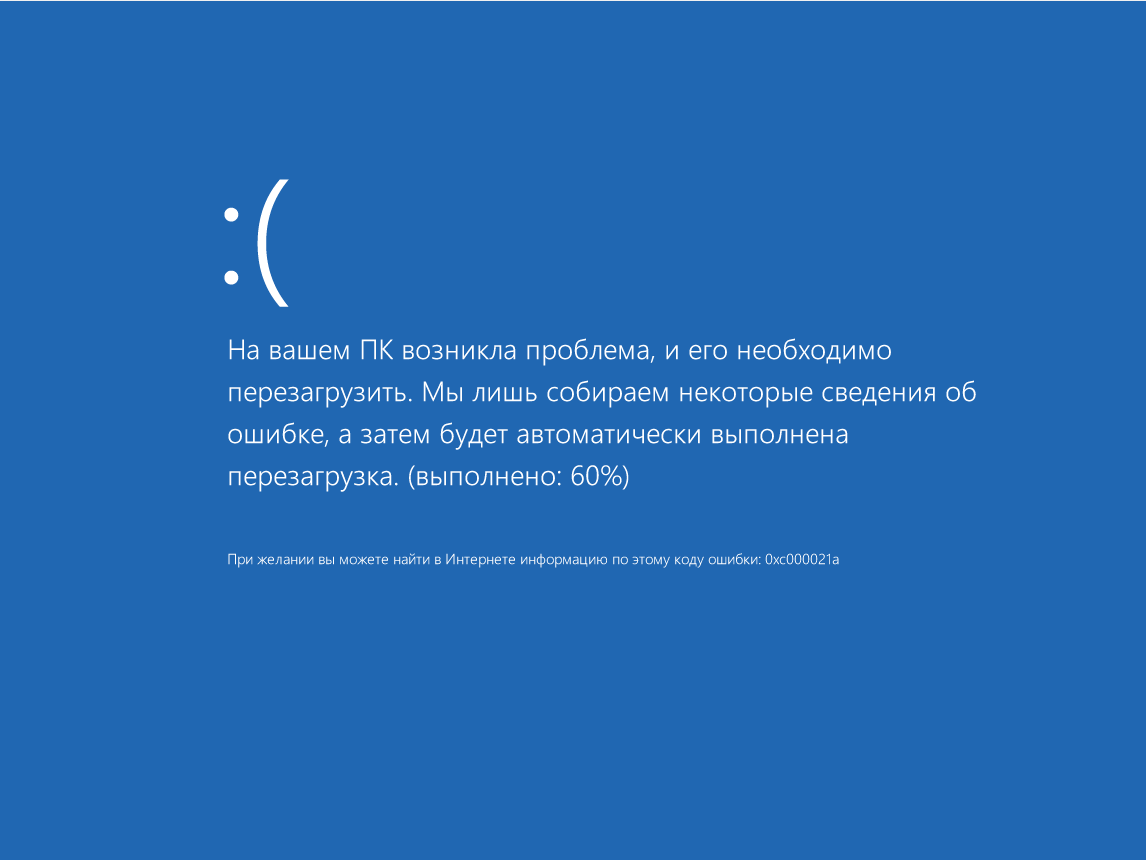 :(
На вашем ПК возникла проблема, и его необходимо
перезагрузить. Мы лишь собираем некоторые сведения об
ошибке, а затем будет автоматически выполнена
перезагрузка. (выполнено: 60%)
При желании вы можете найти в Интернете информацию по этому коду ошибки: 0xc000021a